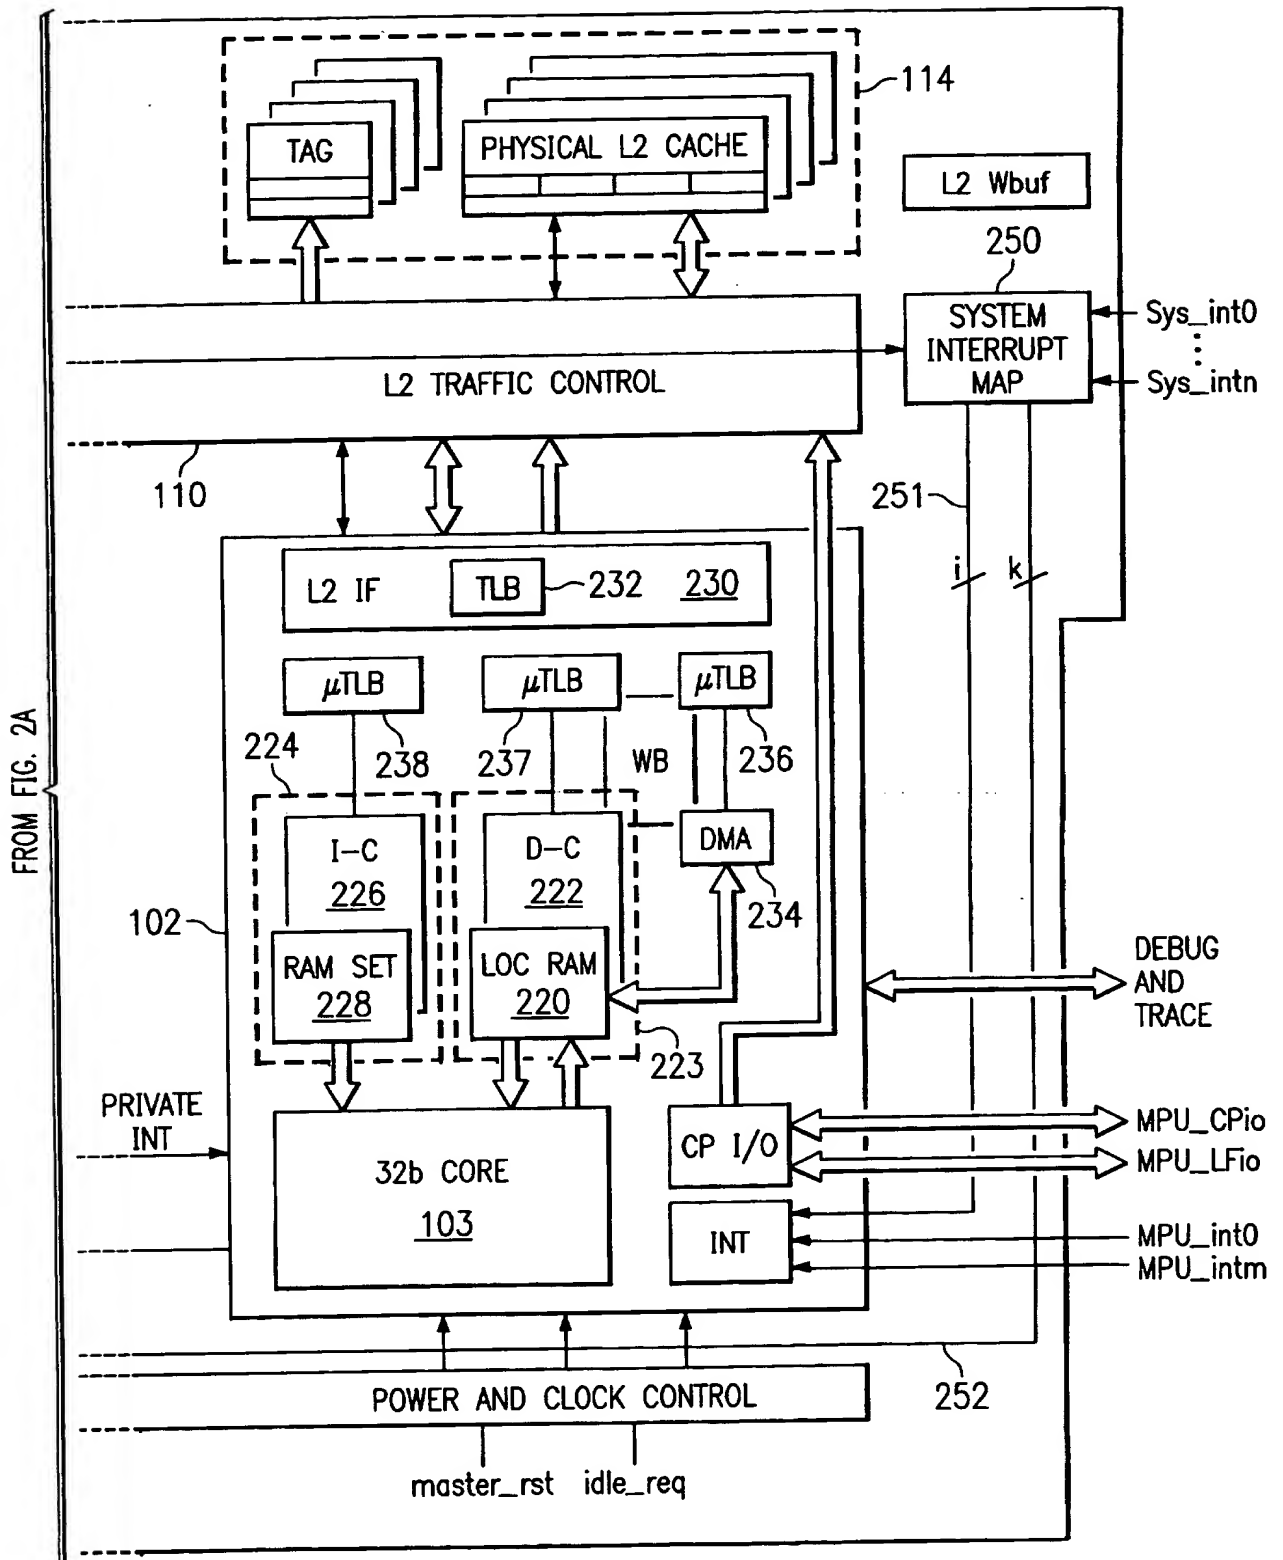 114
TAG
PHYSICAL L2 CACHE
L2 Wbuf
250
SYSTEM
INTERRUPT
MAP
Sys_int0
Sys_intn
L2 TRAFFIC CONTROL
110
251
i
k
L2 IF
TLB
232
230
μTLB
μTLB
μTLB
224
238
237
WB
236
FROM FIG. 2A
I-C
226
D-C
222
DMA
234
102
RAM SET
228
LOC RAM
220
223
DEBUG
AND
TRACE
PRIVATE
INT
32b CORE
103
CP I/O
MPU_CPio
MPU_LFio
INT
MPU_int0
MPU_intm
252
POWER AND CLOCK CONTROL
master_rst idle_req